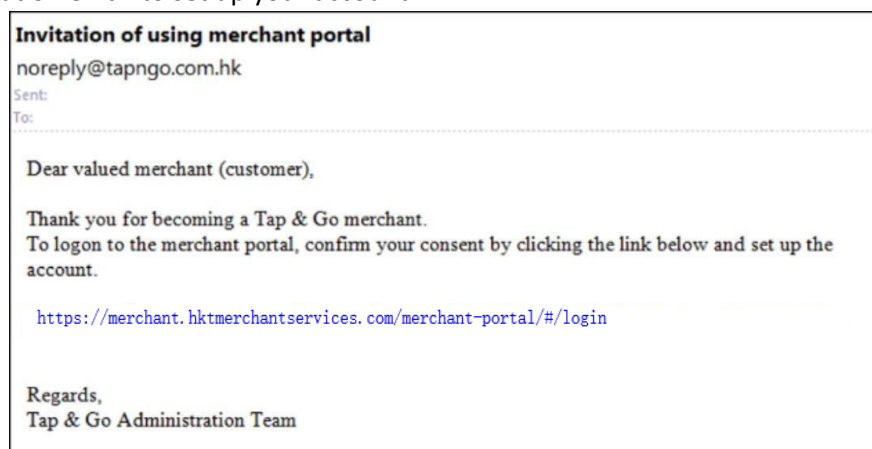 Invitation of using merchant portal
noreply@tapngo.com.hk
Sent:
To:
Dear valued merchant (customer),
Thank you for becoming a Tap & Go merchant.
To logon to the merchant portal, confirm your consent by clicking the link below and set up the
account.
https://merchant.hktmerchantservices.com/merchant-portal/#/login
Regards,
Tap & Go Administration Team